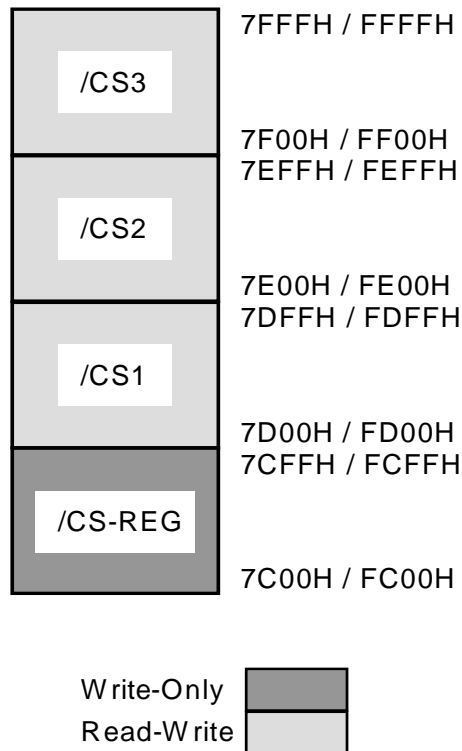 7FFFH / FFFFH
/CS3
7F00H / FF00H
7EFFH / FEFFH
/CS2
7E00H / FE00H
7DFFH / FDFFH
/CS1
7D00H / FD00H
7CFFH / FCFFH
/CS-REG
7C00H / FC00H
Write-Only
Read-Write